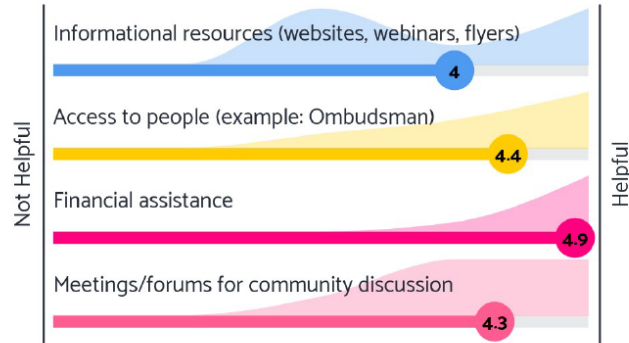 Informational resources (websites, webinars, flyers)
4
Access to people (example: Ombudsman)
4.4
Financial assistance
4.9
Meetings/forums for community discussion
4.3
Not Helpful
Helpful